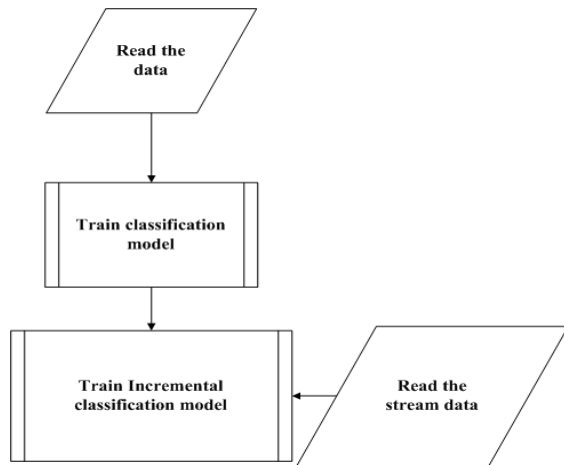 Read the
data
Train classification
model
Train Incremental
classification model
Read the
stream data